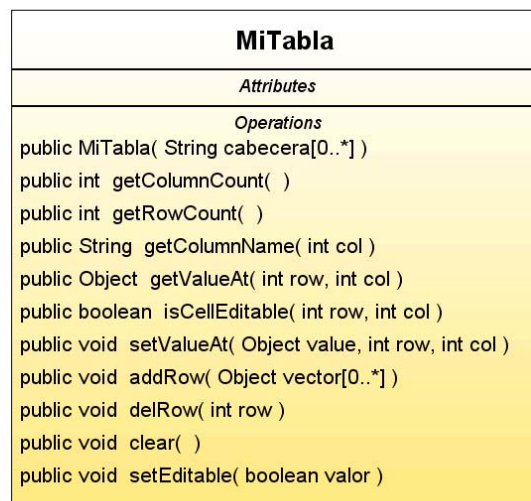 MiTabla
Attributes
Operations
public MiTabla( String cabecera[0..*] )
public int  getColumnCount(  )
public int  getRowCount(  )
public String  getColumnName( int col )
public Object  getValueAt( int row, int col )
public boolean  isCellEditable( int row, int col )
public void  setValueAt( Object value, int row, int col )
public void  addRow( Object vector[0..*] )
public void  delRow( int row )
public void  clear(  )
public void  setEditable( boolean valor )